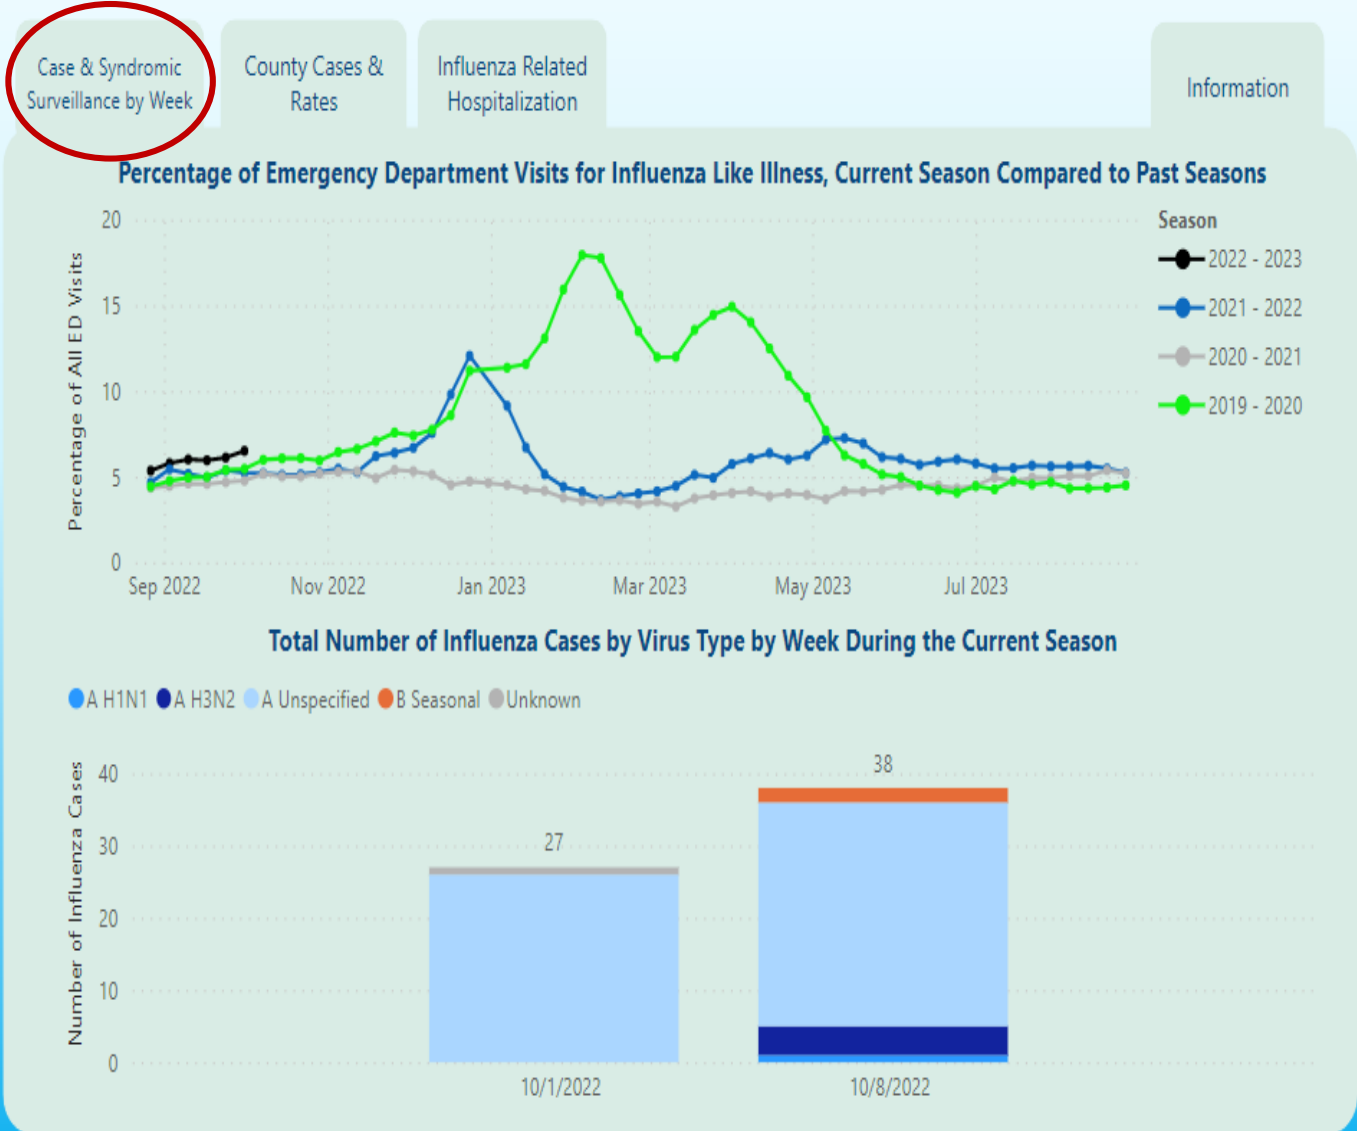 Case & Syndromic
Surveillance by Week
County Cases &
Rates
Influenza Related
Hospitalization
Information
Percentage of Emergency Department Visits for Influenza Like Illness, Current Season Compared to Past Seasons
Percentage of All ED Visits
20
15
10
5
0
Sep 2022
Nov 2022
Jan 2023
Mar 2023
May 2023
Jul 2023
Season
2022 - 2023
2021 - 2022
2020 - 2021
2019 - 2020
Total Number of Influenza Cases by Virus Type by Week During the Current Season
A H1N1 A H3N2 A Unspecified B Seasonal Unknown
Number of Influenza Cases
40
30
20
10
0
27
38
10/1/2022
10/8/2022